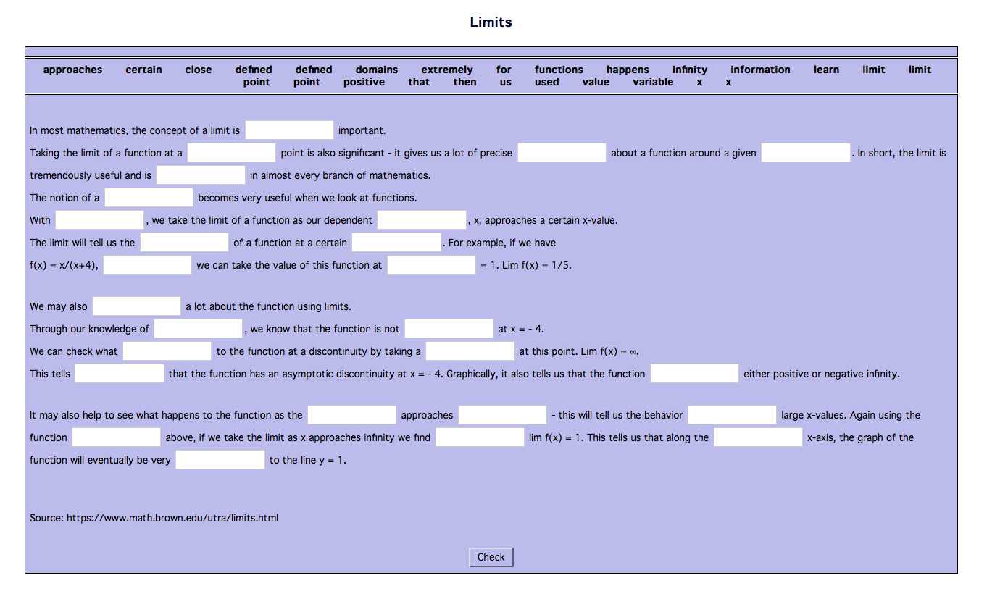 Limits
approaches certain close defined defined domains extremely for functions happens infinity information learn limit limit
point point positive that then us used value variable x x
In most mathematics, the concept of a limit is important.
Taking the limit of a function at a point is also significant - it gives us a lot of precise about a function around a given . In short, the limit is
tremendously useful and is in almost every branch of mathematics.
The notion of a becomes very useful when we look at functions.
With , we take the limit of a function as our dependent , x, approaches a certain x-value.
The limit will tell us the of a function at a certain . For example, if we have
f(x) = x/(x+4), we can take the value of this function at = 1. Lim f(x) = 1/5.
We may also a lot about the function using limits.
Through our knowledge of , we know that the function is not at x = - 4.
We can check what to the function at a discontinuity by taking a at this point. Lim f(x) = ∞.
This tells that the function has an asymptotic discontinuity at x = - 4. Graphically, it also tells us that the function either positive or negative infinity.
It may also help to see what happens to the function as the approaches - this will tell us the behavior large x-values. Again using the
function above, if we take the limit as x approaches infinity we find lim f(x) = 1. This tells us that along the x-axis, the graph of the
function will eventually be very to the line y = 1.
Source: https://www.math.brown.edu/utra/limits.html
Check